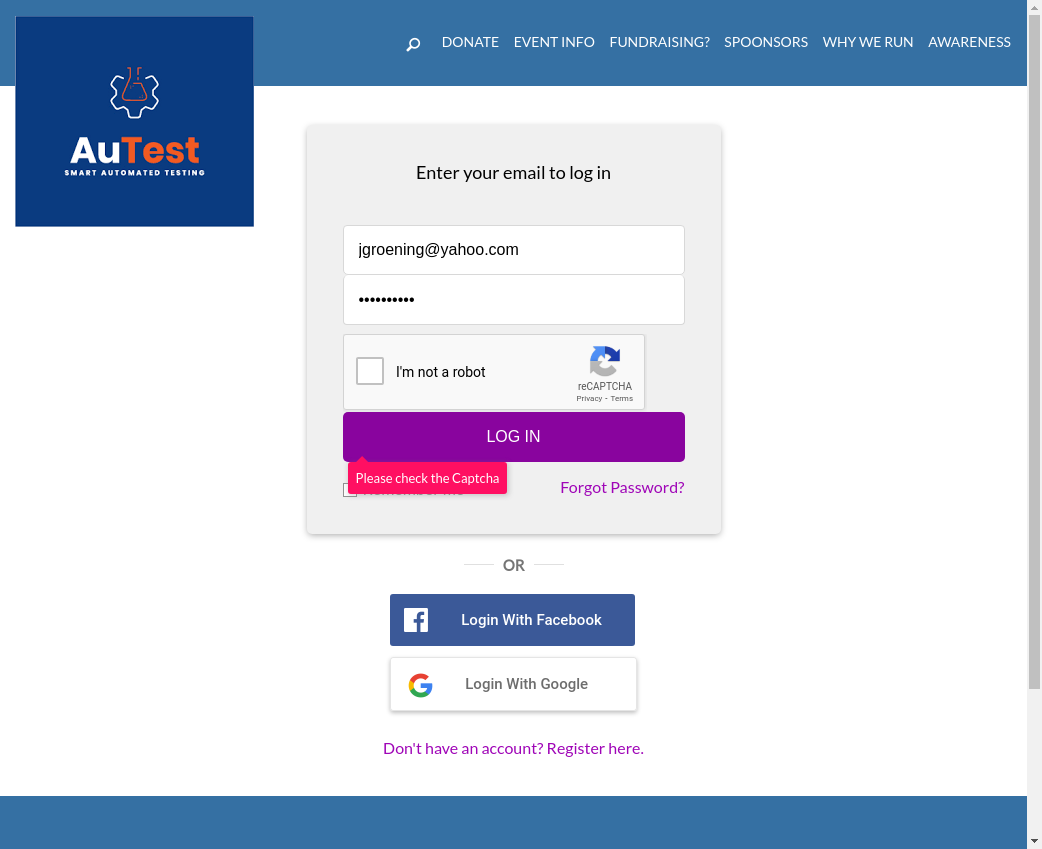 DONATE EVENT INFO FUNDRAISING? SPOONSORS WHY WE RUN AWARENESS
AuTest
SMART AUTOMATED TESTING
Enter your email to log in
jgroening@yahoo.com
••••••••••
I'm not a robot
reCAPTCHA
Privacy - Terms
LOG IN
Please check the Captcha
Forgot Password?
OR
Login With Facebook
Login With Google
Don't have an account? Register here.